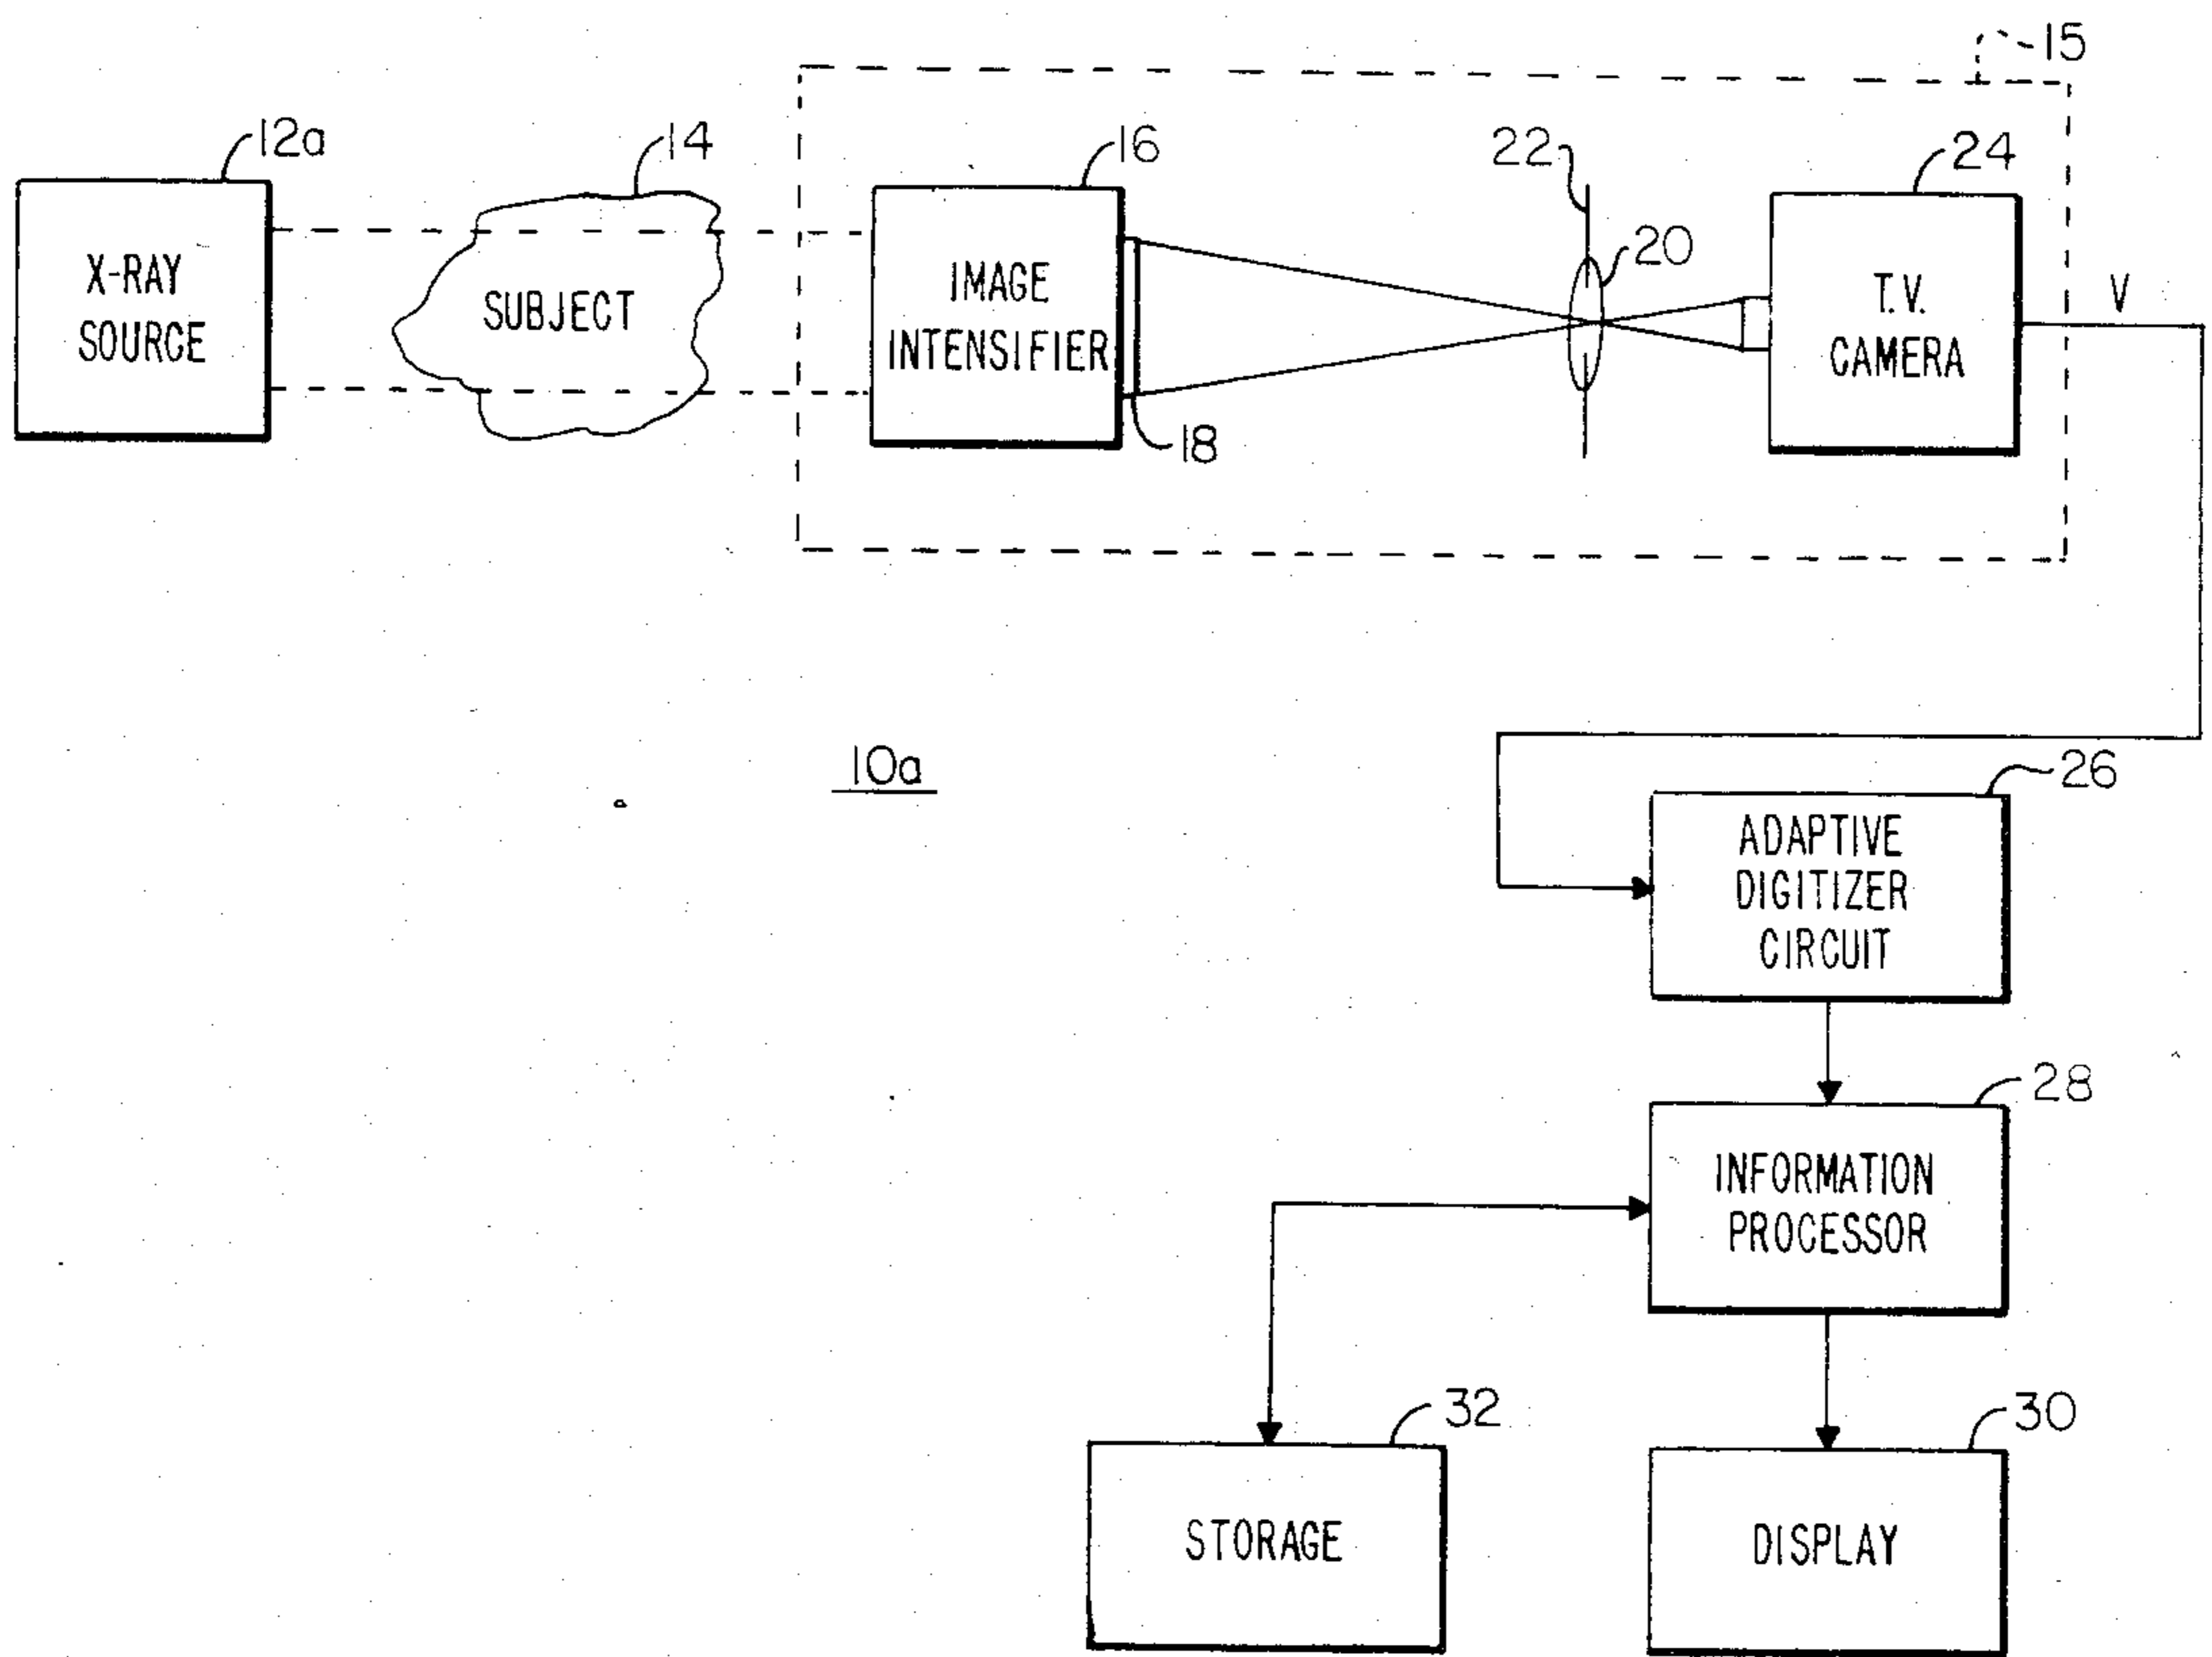 15
12a
14
16
22
24
20
X-RAY
SOURCE
SUBJECT
IMAGE
INTENSIFIER
T.V.
CAMERA
V
18
10a
26
ADAPTIVE
DIGITIZER
CIRCUIT
28
INFORMATION
PROCESSOR
32
30
STORAGE
DISPLAY